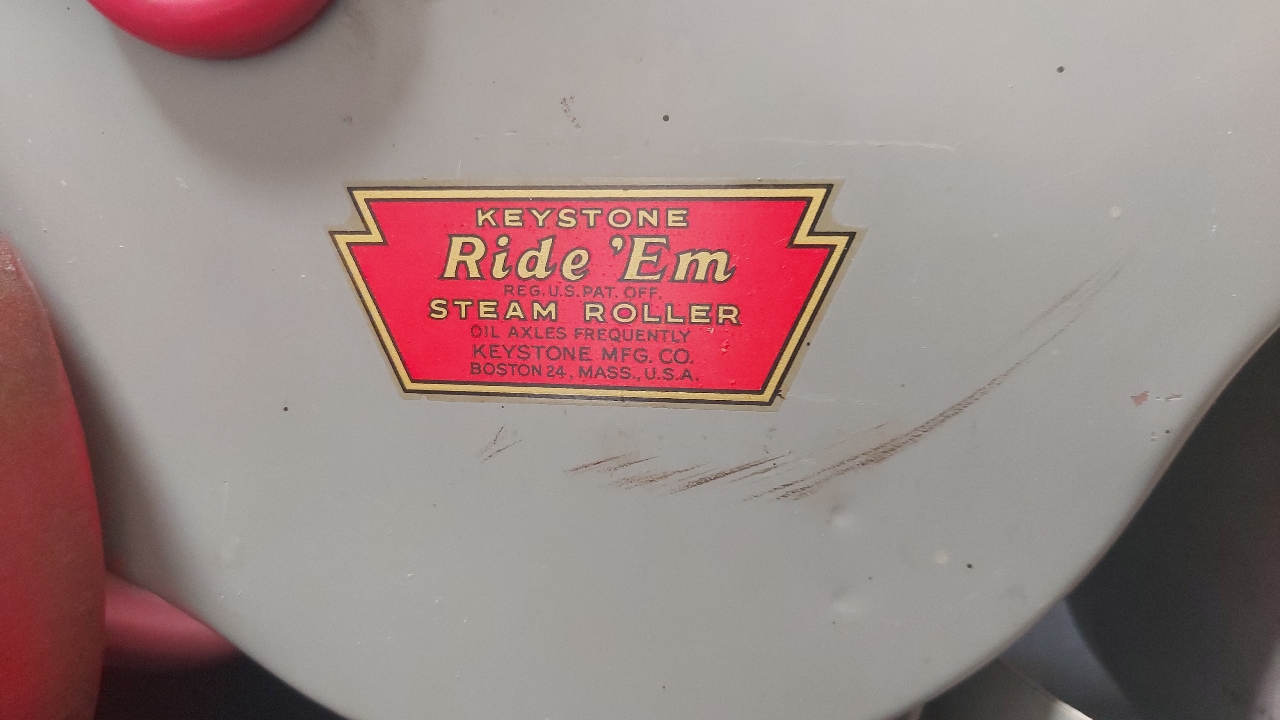 KEYSTONE
Ride 'Em
REG. U.S. PAT. OFF.
STEAM ROLLER
OIL AXLES FREQUENTLY
KEYSTONE MFG. CO.
BOSTON 24, MASS., U.S.A.